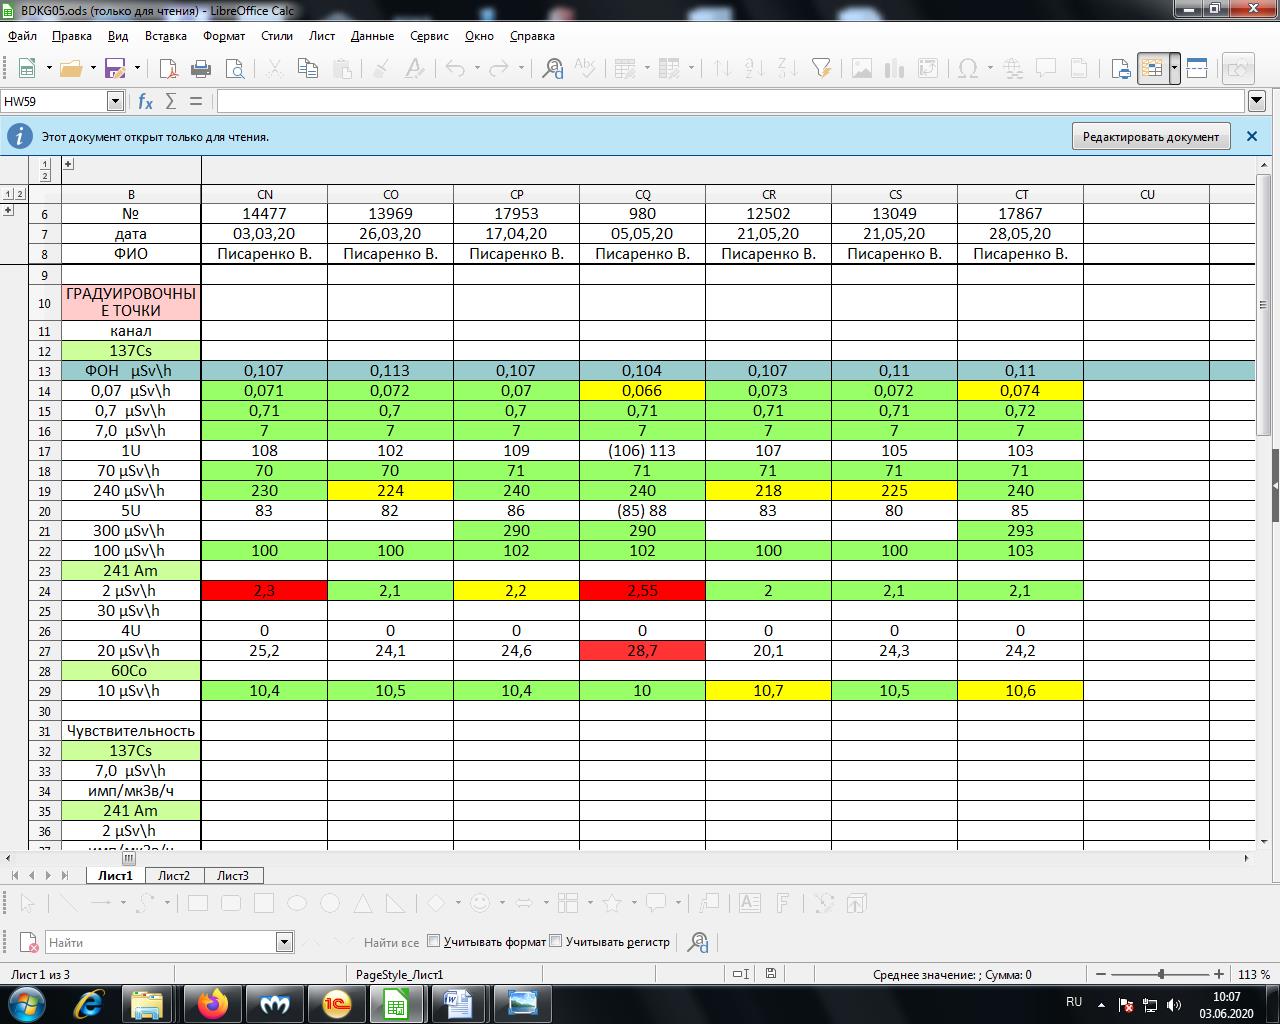 BDKG05.ods (только для чтения) - LibreOffice Calc
Файл Правка Вид Вставка Формат Стили Лист Данные Сервис Окно Справка
HW59
Этот документ открыт только для чтения. Редактировать документ
B CN CO CP CQ CR CS CT CU
6 № 14477 13969 17953 980 12502 13049 17867
7 дата 03,03,20 26,03,20 17,04,20 05,05,20 21,05,20 21,05,20 28,05,20
8 ФИО Писаренко В. Писаренко В. Писаренко В. Писаренко В. Писаренко В. Писаренко В. Писаренко В.
9
10 ГРАДУИРОВОЧНЫ
Е ТОЧКИ
11 канал
12 137Cs
13 ФОН µSv\h 0,107 0,113 0,107 0,104 0,107 0,11 0,11
14 0,07 µSv\h 0,071 0,072 0,07 0,066 0,073 0,072 0,074
15 0,7 µSv\h 0,71 0,7 0,7 0,71 0,71 0,71 0,72
16 7,0 µSv\h 7 7 7 7 7 7 7
17 1U 108 102 109 (106) 113 107 105 103
18 70 µSv\h 70 70 71 71 71 71 71
19 240 µSv\h 230 224 240 240 218 225 240
20 5U 83 82 86 (85) 88 83 80 85
21 300 µSv\h 290 290 293
22 100 µSv\h 100 100 102 102 100 100 103
23 241 Am
24 2 µSv\h 2,3 2,1 2,2 2,55 2 2,1 2,1
25 30 µSv\h
26 4U 0 0 0 0 0 0 0
27 20 µSv\h 25,2 24,1 24,6 28,7 20,1 24,3 24,2
28 60Co
29 10 µSv\h 10,4 10,5 10,4 10 10,7 10,5 10,6
30
31 Чувствительность
32 137Cs
33 7,0 µSv\h
34 имп/мкЗв/ч
35 241 Am
36 2 µSv\h
37 имп/мкЗв/ч
Лист1 Лист2 Лист3
Найти Найти все Учитывать формат Учитывать регистр
Лист 1 из 3 PageStyle_Лист1 Среднее значение: ; Сумма: 0 113 %
RU 10:07
03.06.2020